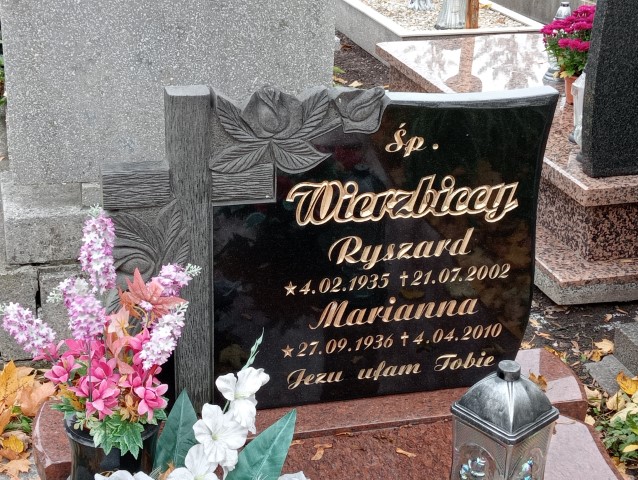 Śp.
Wierzbiccy
Ryszard
★4.02.1935 †21.07.2002
Marianna
★27.09.1936 †4.04.2010
Jezu ufam Tobie